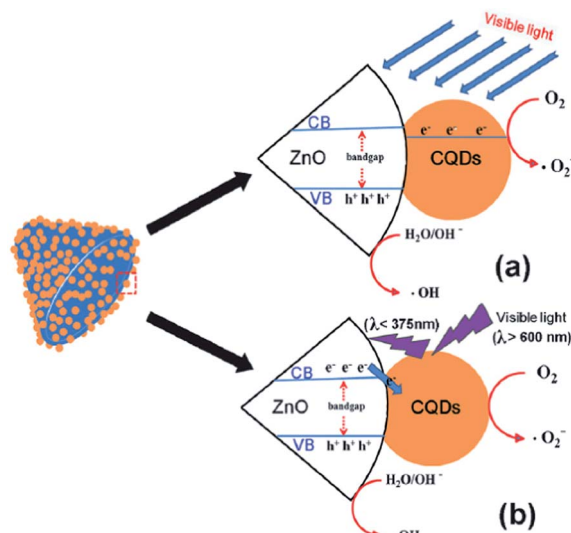 (a)
Visible light
O₂
e⁻ e⁻ e⁻
CB
ZnO
bandgap
CQDs
· O₂⁻
VB
h⁺ h⁺ h⁺
H₂O/OH⁻
(a)
· OH
(λ< 375nm)
Visible light
(λ> 600 nm)
CB
e⁻ e⁻ e⁻
e⁻
O₂
ZnO
bandgap
CQDs
· O₂⁻
VB
h⁺ h⁺ h⁺
H₂O/OH⁻
(b)
· OH